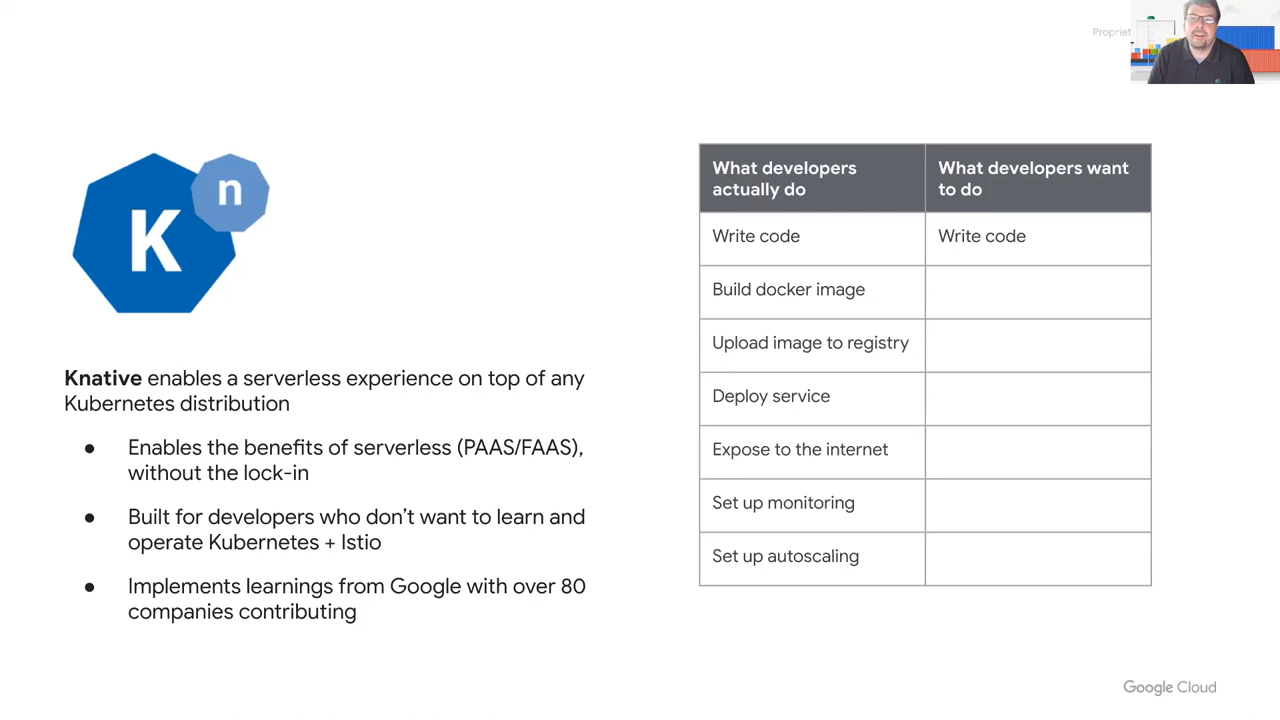 Propriet
K
n
Knative enables a serverless experience on top of any
Kubernetes distribution
● Enables the benefits of serverless (PAAS/FAAS),
without the lock-in
● Built for developers who don’t want to learn and
operate Kubernetes + Istio
● Implements learnings from Google with over 80
companies contributing
What developers
actually do
What developers want
to do
Write code
Write code
Build docker image
Upload image to registry
Deploy service
Expose to the internet
Set up monitoring
Set up autoscaling
Google Cloud